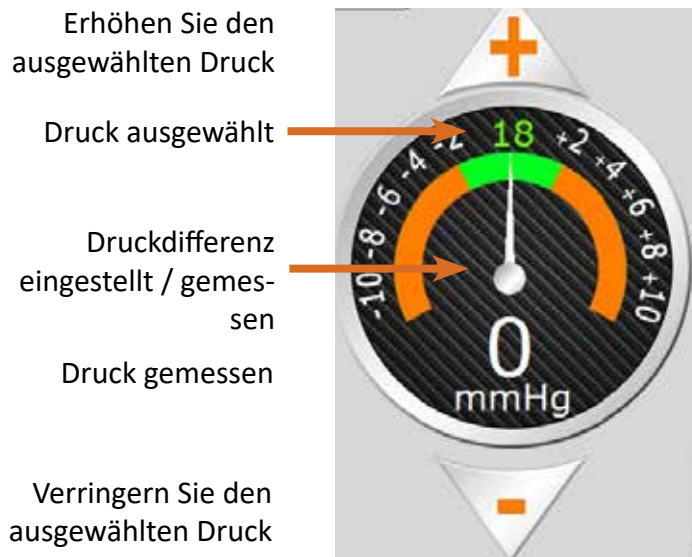 Erhöhen Sie den
ausgewählten Druck
Druck ausgewählt
Druckdifferenz
eingestellt / gemes-
sen
Druck gemessen
Verringern Sie den
ausgewählten Druck
+
18
-10 -8 -6 -4 -2 +2 +4 +6 +8 +10
0
mmHg
-